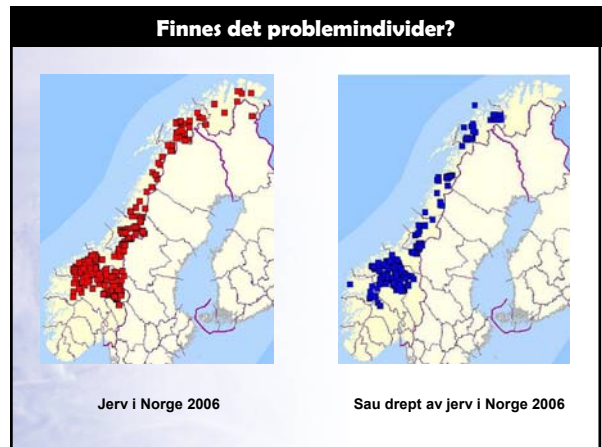 Finnes det problemindivider?
Jerv i Norge 2006
Sau drept av jerv i Norge 2006